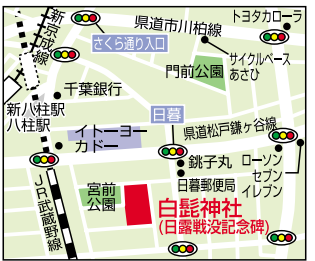 新京成線
県道市川柏線
トヨタカローラ
さくら通り入口
サイクルベース
あさひ
門前公園
千葉銀行
新八柱駅
八柱駅
日暮
県道松戸鎌ヶ谷線
イトーヨー
カドー
銚子丸
日暮郵便局
ローソン
セブン
イレブン
JR武蔵野線
宮前
公園
白髭神社
(日露戦没記念碑)